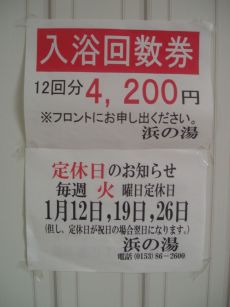 入浴回数券
12回分4,200円
※フロントにお申し出ください。
浜の湯
定休日のお知らせ
毎週 火 曜日定休日
1月12日,19日,26日
(但し、定休日が祝日の場合翌日になります。)
浜の湯
電話(0153)86-2600